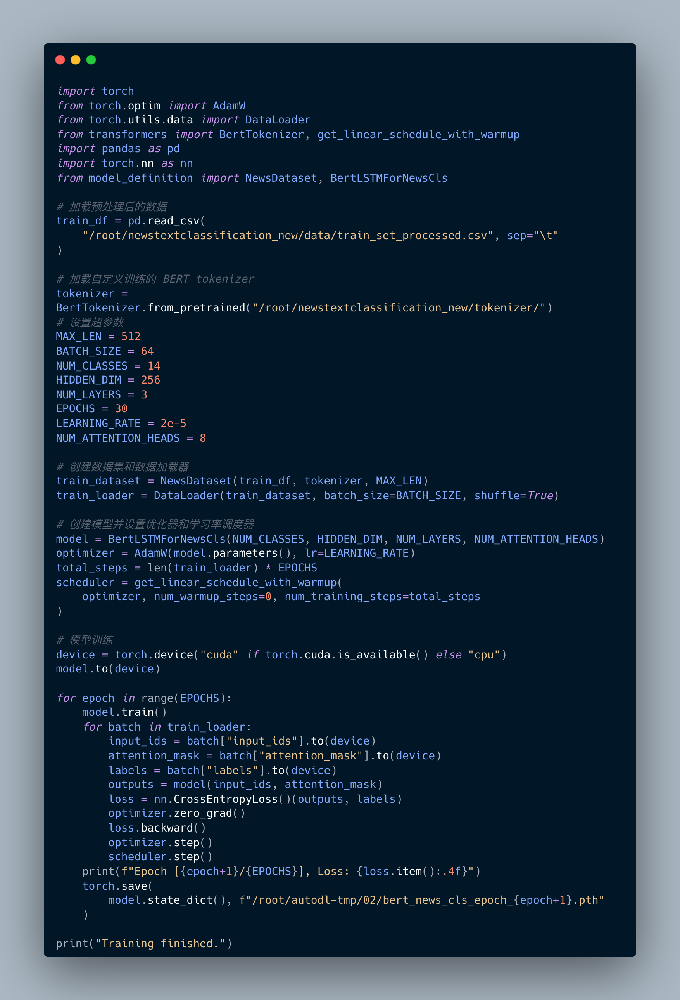 import torch
from torch.optim import AdamW
from torch.utils.data import DataLoader
from transformers import BertTokenizer, get_linear_schedule_with_warmup
import pandas as pd
import torch.nn as nn
from model_definition import NewsDataset, BertLSTMForNewsCls

# 加载预处理后的数据
train_df = pd.read_csv(
    "/root/newstextclassification_new/data/train_set_processed.csv", sep="\t"
)

# 加载自定义训练的 BERT tokenizer
tokenizer =
BertTokenizer.from_pretrained("/root/newstextclassification_new/tokenizer/")
# 设置超参数
MAX_LEN = 512
BATCH_SIZE = 64
NUM_CLASSES = 14
HIDDEN_DIM = 256
NUM_LAYERS = 3
EPOCHS = 30
LEARNING_RATE = 2e-5
NUM_ATTENTION_HEADS = 8

# 创建数据集和数据加载器
train_dataset = NewsDataset(train_df, tokenizer, MAX_LEN)
train_loader = DataLoader(train_dataset, batch_size=BATCH_SIZE, shuffle=True)

# 创建模型并设置优化器和学习率调度器
model = BertLSTMForNewsCls(NUM_CLASSES, HIDDEN_DIM, NUM_LAYERS, NUM_ATTENTION_HEADS)
optimizer = AdamW(model.parameters(), lr=LEARNING_RATE)
total_steps = len(train_loader) * EPOCHS
scheduler = get_linear_schedule_with_warmup(
    optimizer, num_warmup_steps=0, num_training_steps=total_steps
)

# 模型训练
device = torch.device("cuda" if torch.cuda.is_available() else "cpu")
model.to(device)

for epoch in range(EPOCHS):
    model.train()
    for batch in train_loader:
        input_ids = batch["input_ids"].to(device)
        attention_mask = batch["attention_mask"].to(device)
        labels = batch["labels"].to(device)
        outputs = model(input_ids, attention_mask)
        loss = nn.CrossEntropyLoss()(outputs, labels)
        optimizer.zero_grad()
        loss.backward()
        optimizer.step()
        scheduler.step()
    print(f"Epoch [{epoch+1}/{EPOCHS}], Loss: {loss.item():.4f}")
    torch.save(
        model.state_dict(), f"/root/autodl-tmp/02/bert_news_cls_epoch_{epoch+1}.pth"
    )

print("Training finished.")